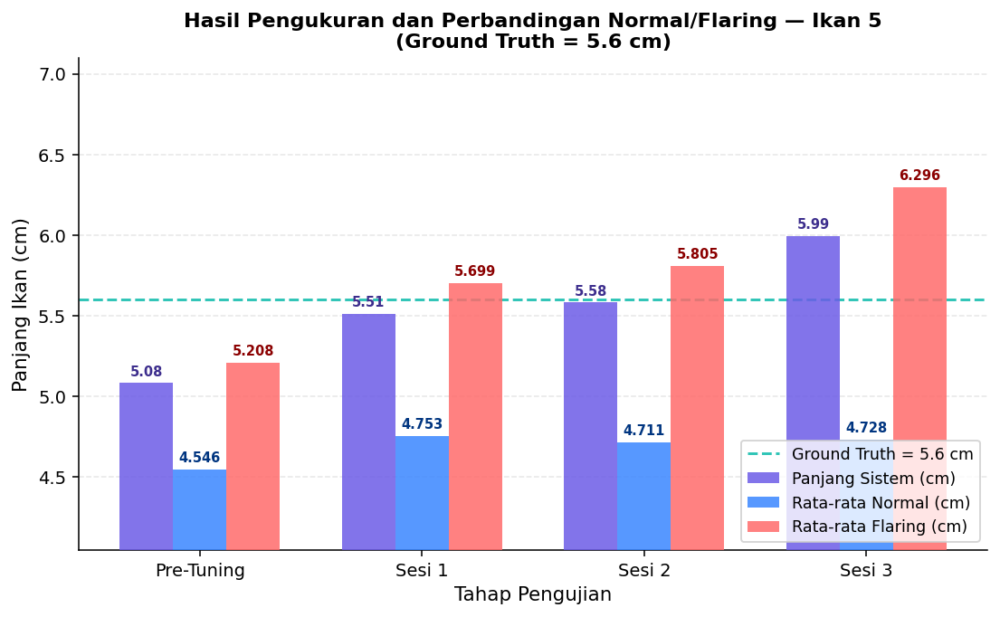 Hasil Pengukuran dan Perbandingan Normal/Flaring — Ikan 5
(Ground Truth = 5.6 cm)
Panjang Ikan (cm)
7.0
6.5
6.0
5.5
5.0
4.5
5.08
4.546
5.208
5.51
4.753
5.699
5.58
4.711
5.805
5.99
4.728
6.296
Ground Truth = 5.6 cm
Panjang Sistem (cm)
Rata-rata Normal (cm)
Rata-rata Flaring (cm)
Pre-Tuning
Sesi 1
Sesi 2
Sesi 3
Tahap Pengujian